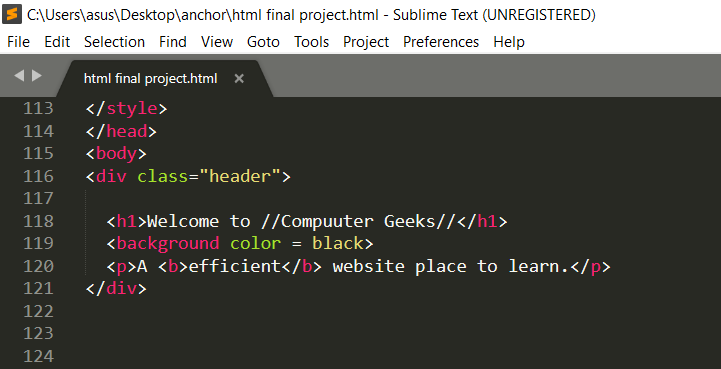 C:\Users\asus\Desktop\anchor\html final project.html - Sublime Text (UNREGISTERED)
File Edit Selection Find View Goto Tools Project Preferences Help
html final project.html ×
113 </style>
114 </head>
115 <body>
116 <div class="header">
117
118 <h1>Welcome to //Compuuter Geeks//</h1>
119 <background color = black>
120 <p>A <b>efficient</b> website place to learn.</p>
121 </div>
122
123
124